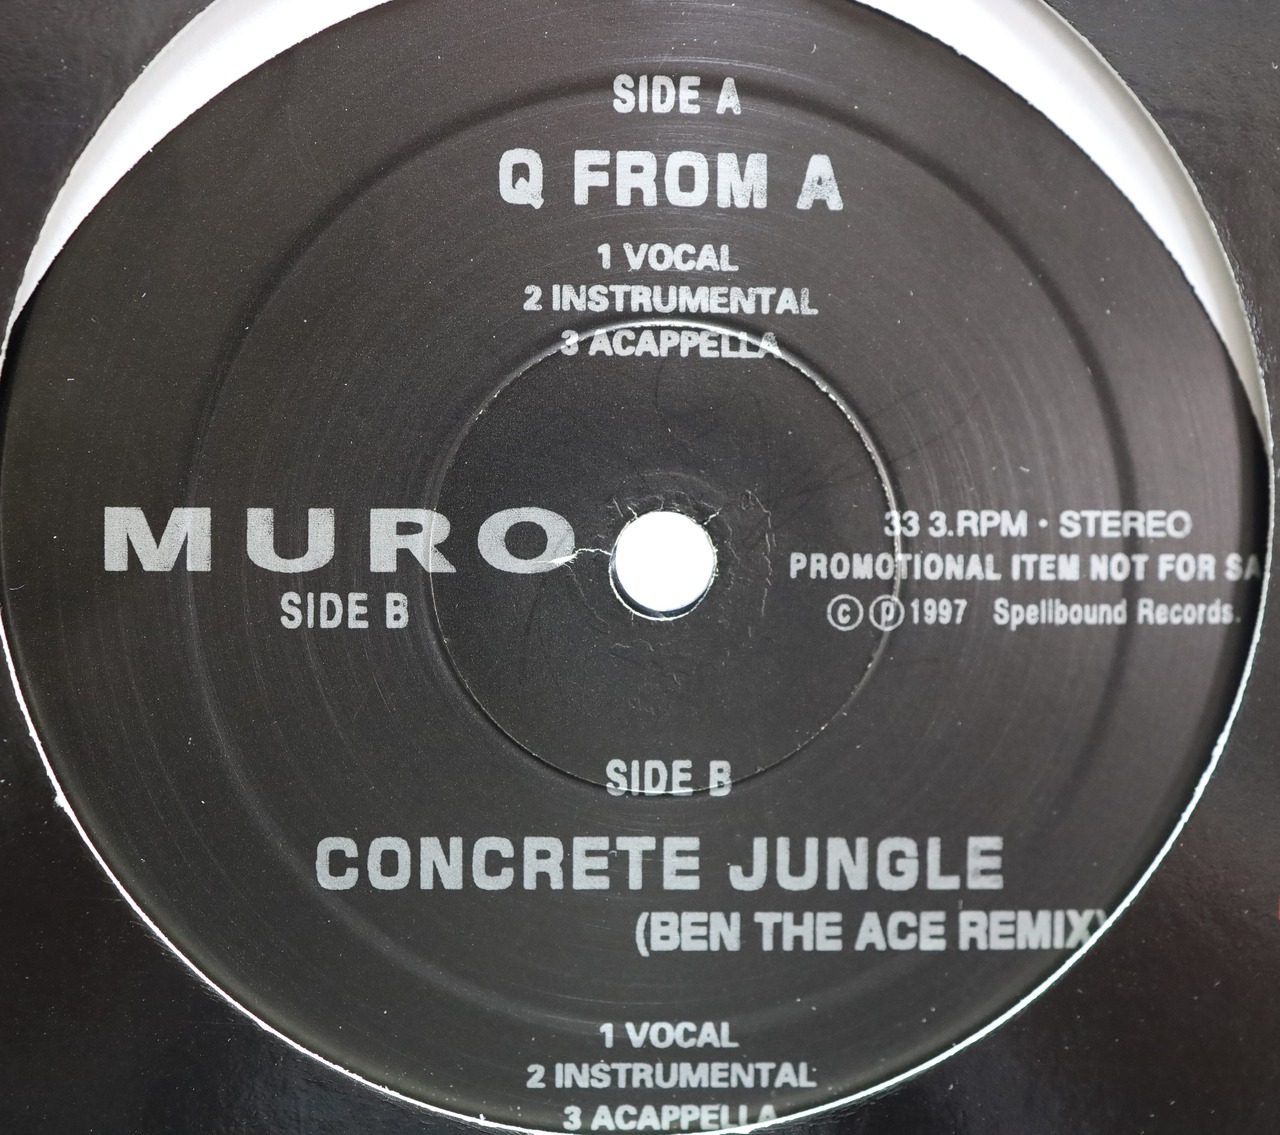 SIDE A
Q FROM A
1 VOCAL
2 INSTRUMENTAL
3 ACAPPELLA
MURO
SIDE B
33 3.RPM · STEREO
PROMOTIONAL ITEM NOT FOR SA
© ℗ 1997 Spellbound Records.
SIDE B
CONCRETE JUNGLE
(BEN THE ACE REMIX)
1 VOCAL
2 INSTRUMENTAL
3 ACAPPELLA